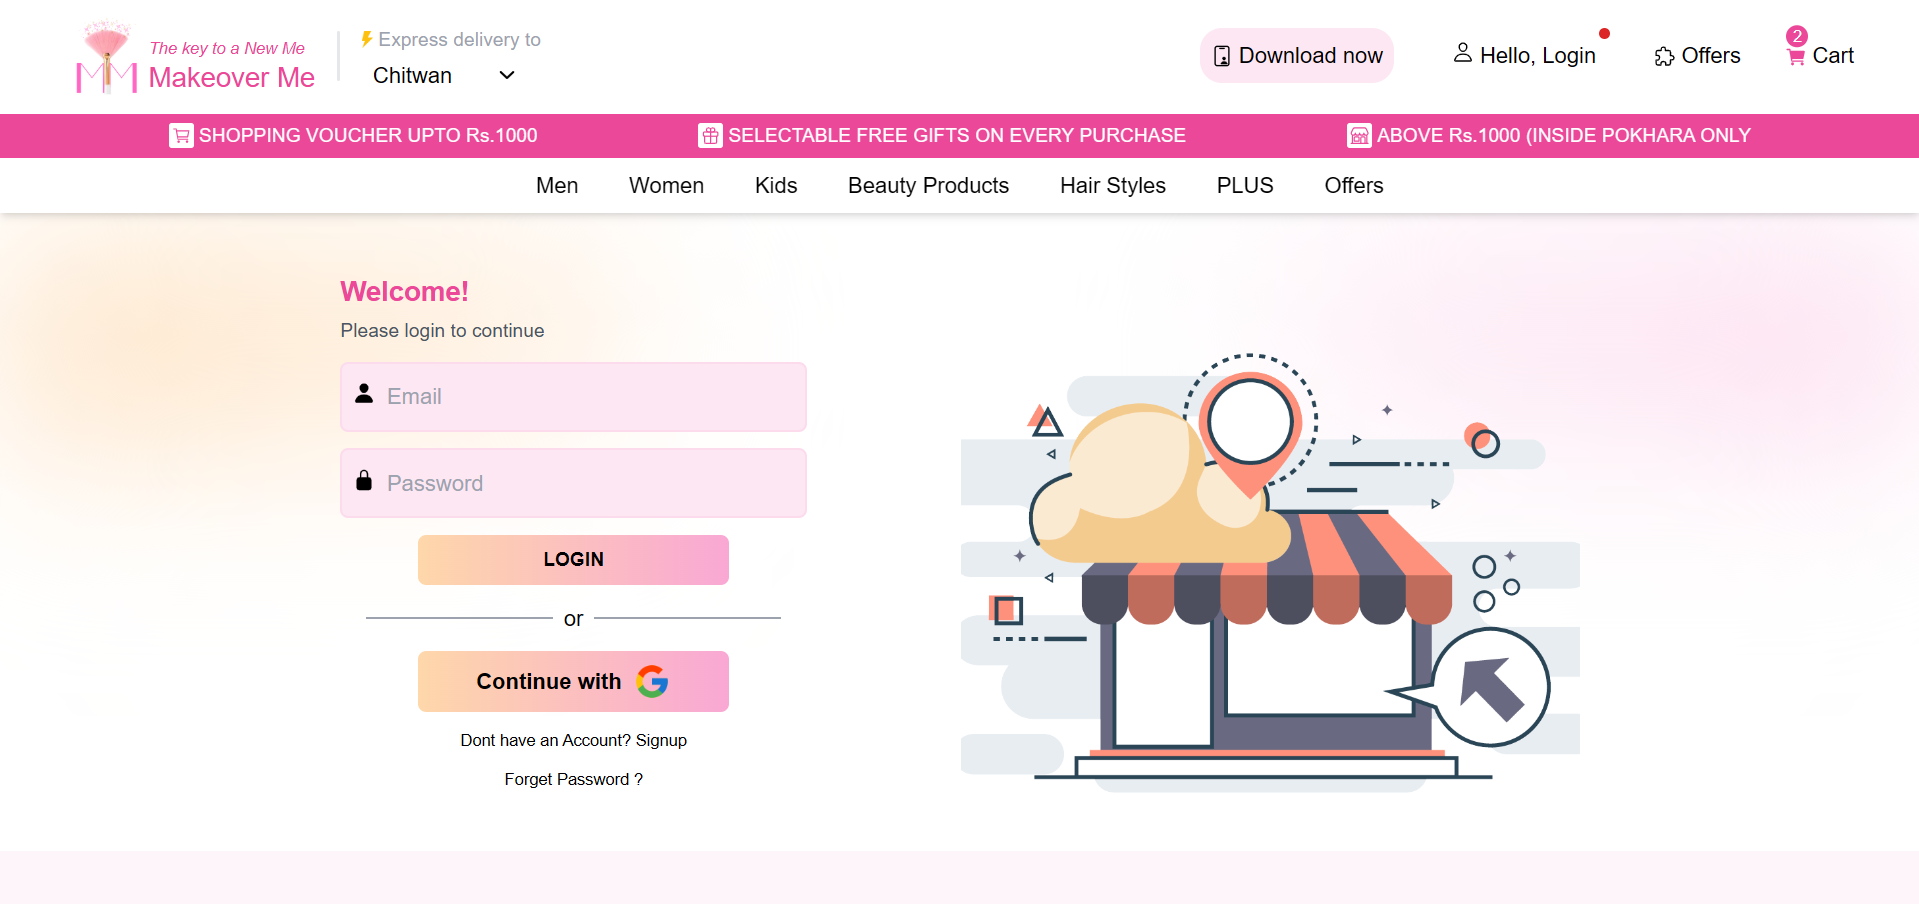 The key to a New Me
Makeover Me
Express delivery to
Chitwan
Download now
Hello, Login
Offers
2
Cart
SHOPPING VOUCHER UPTO Rs.1000
SELECTABLE FREE GIFTS ON EVERY PURCHASE
ABOVE Rs.1000 (INSIDE POKHARA ONLY
Men Women Kids Beauty Products Hair Styles PLUS Offers
Welcome!
Please login to continue
Email
Password
LOGIN
or
Continue with
Dont have an Account? Signup
Forget Password ?